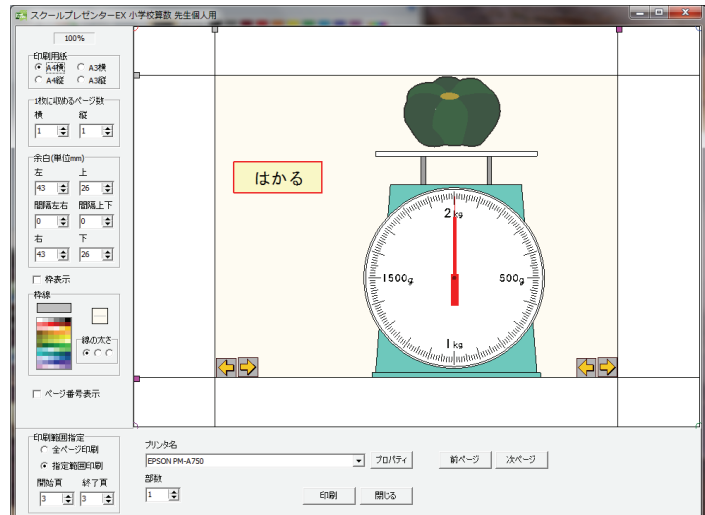 スクールプレゼンターEX 小学校算数 先生個人用
100%
印刷用紙
A4横 A3横
A4縦 A3縦
1枚に収めるページ数
横 縦
1 1
余白(単位mm)
左 上
43 26
間隔左右 間隔上下
0 0
右 下
43 26
枠表示
枠線
線の太さ
ページ番号表示
はかる
2kg
1500g 500g
1kg
印刷範囲指定
全ページ印刷
指定範囲印刷
開始頁 終了頁
3 3
プリンタ名
EPSON PM-A750 プロパティ 前ページ 次ページ
部数
1 印刷 閉じる